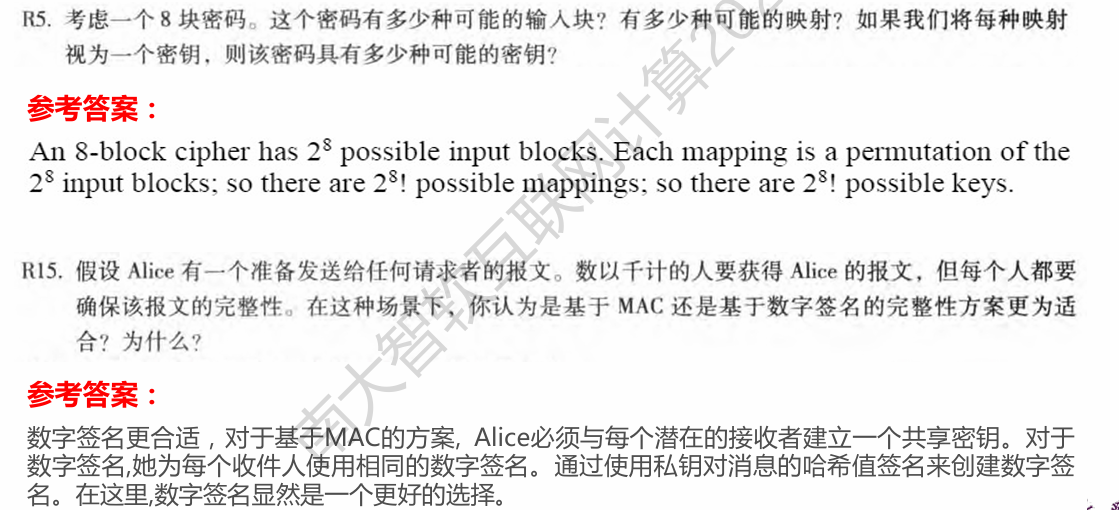 R5. 考虑一个 8 块密码。这个密码有多少种可能的输入块？有多少种可能的映射？如果我们将每种映射
视为一个密钥，则该密码具有多少种可能的密钥？
参考答案：
An 8-block cipher has 2⁸ possible input blocks. Each mapping is a permutation of the
2⁸ input blocks; so there are 2⁸! possible mappings; so there are 2⁸! possible keys.
R15. 假设 Alice 有一个准备发送给任何请求者的报文。数以千计的人要获得 Alice 的报文，但每个人都要
确保该报文的完整性。在这种场景下，你认为是基于 MAC 还是基于数字签名的完整性方案更为适
合？为什么？
参考答案：
数字签名更合适，对于基于MAC的方案, Alice必须与每个潜在的接收者建立一个共享密钥。对于
数字签名,她为每个收件人使用相同的数字签名。通过使用私钥对消息的哈希值签名来创建数字签
名。在这里,数字签名显然是一个更好的选择。
南大智软互联网计算202